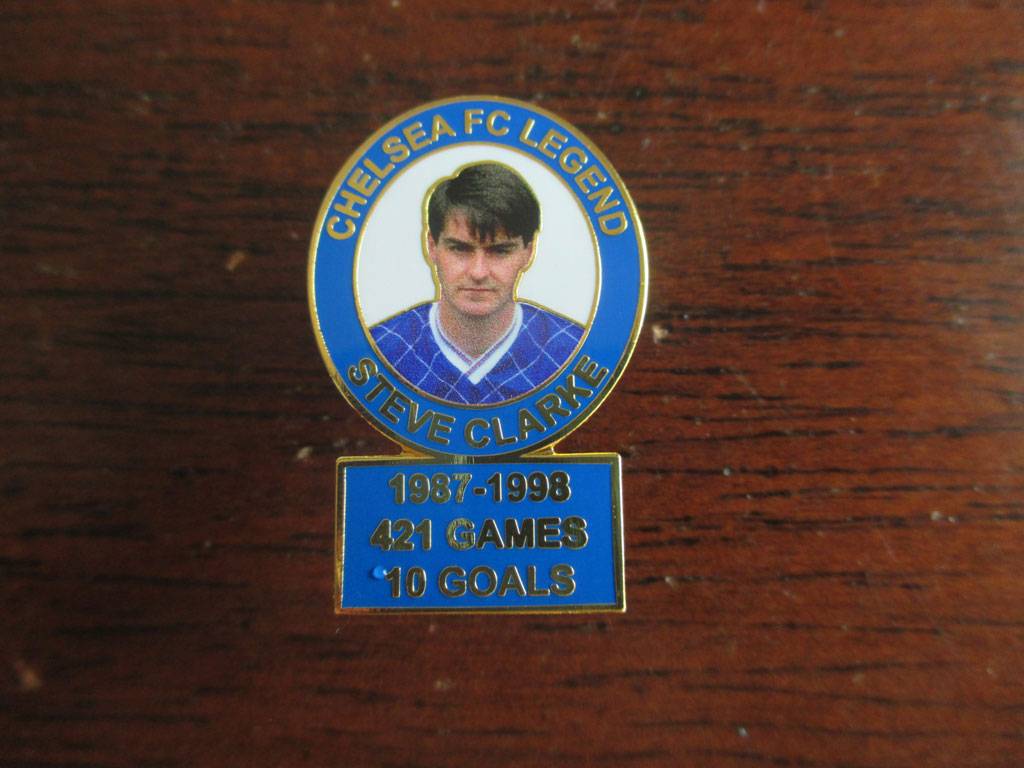 CHELSEA FC LEGEND
STEVE CLARKE
1987-1998
421 GAMES
10 GOALS